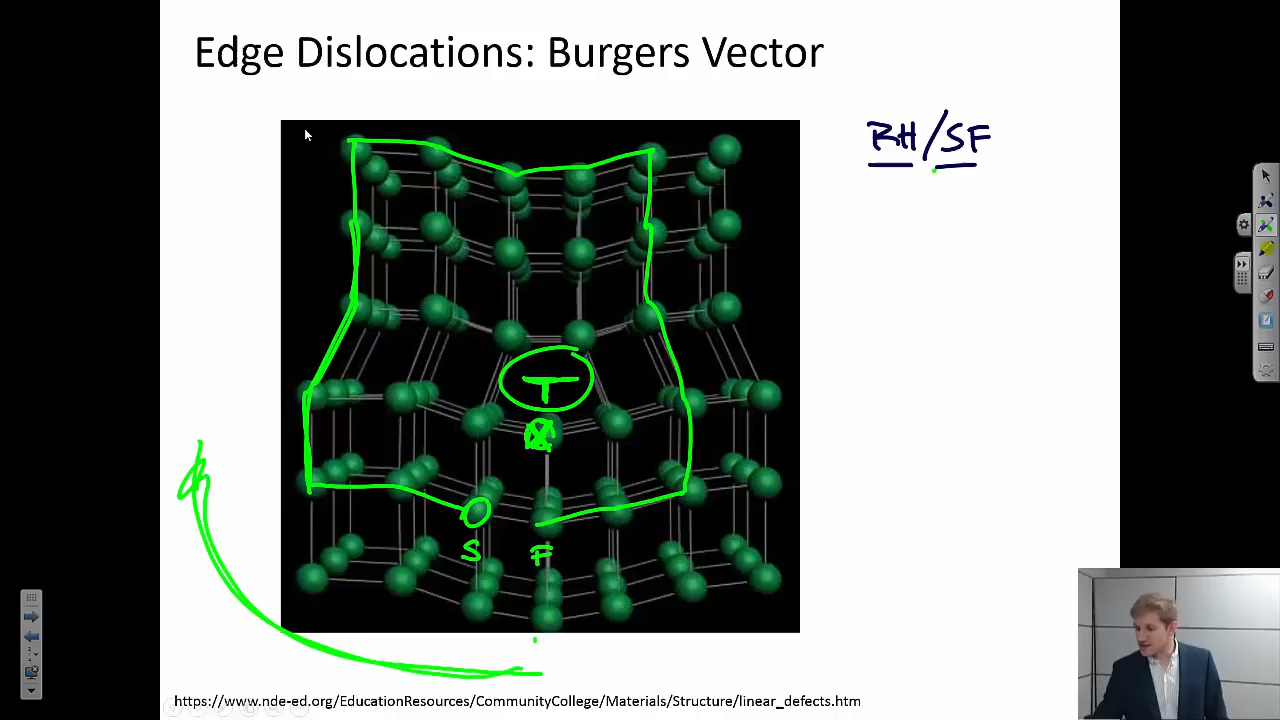 Edge Dislocations: Burgers Vector
RH/SF
S F
https://www.nde-ed.org/EducationResources/CommunityCollege/Materials/Structure/linear_defects.htm